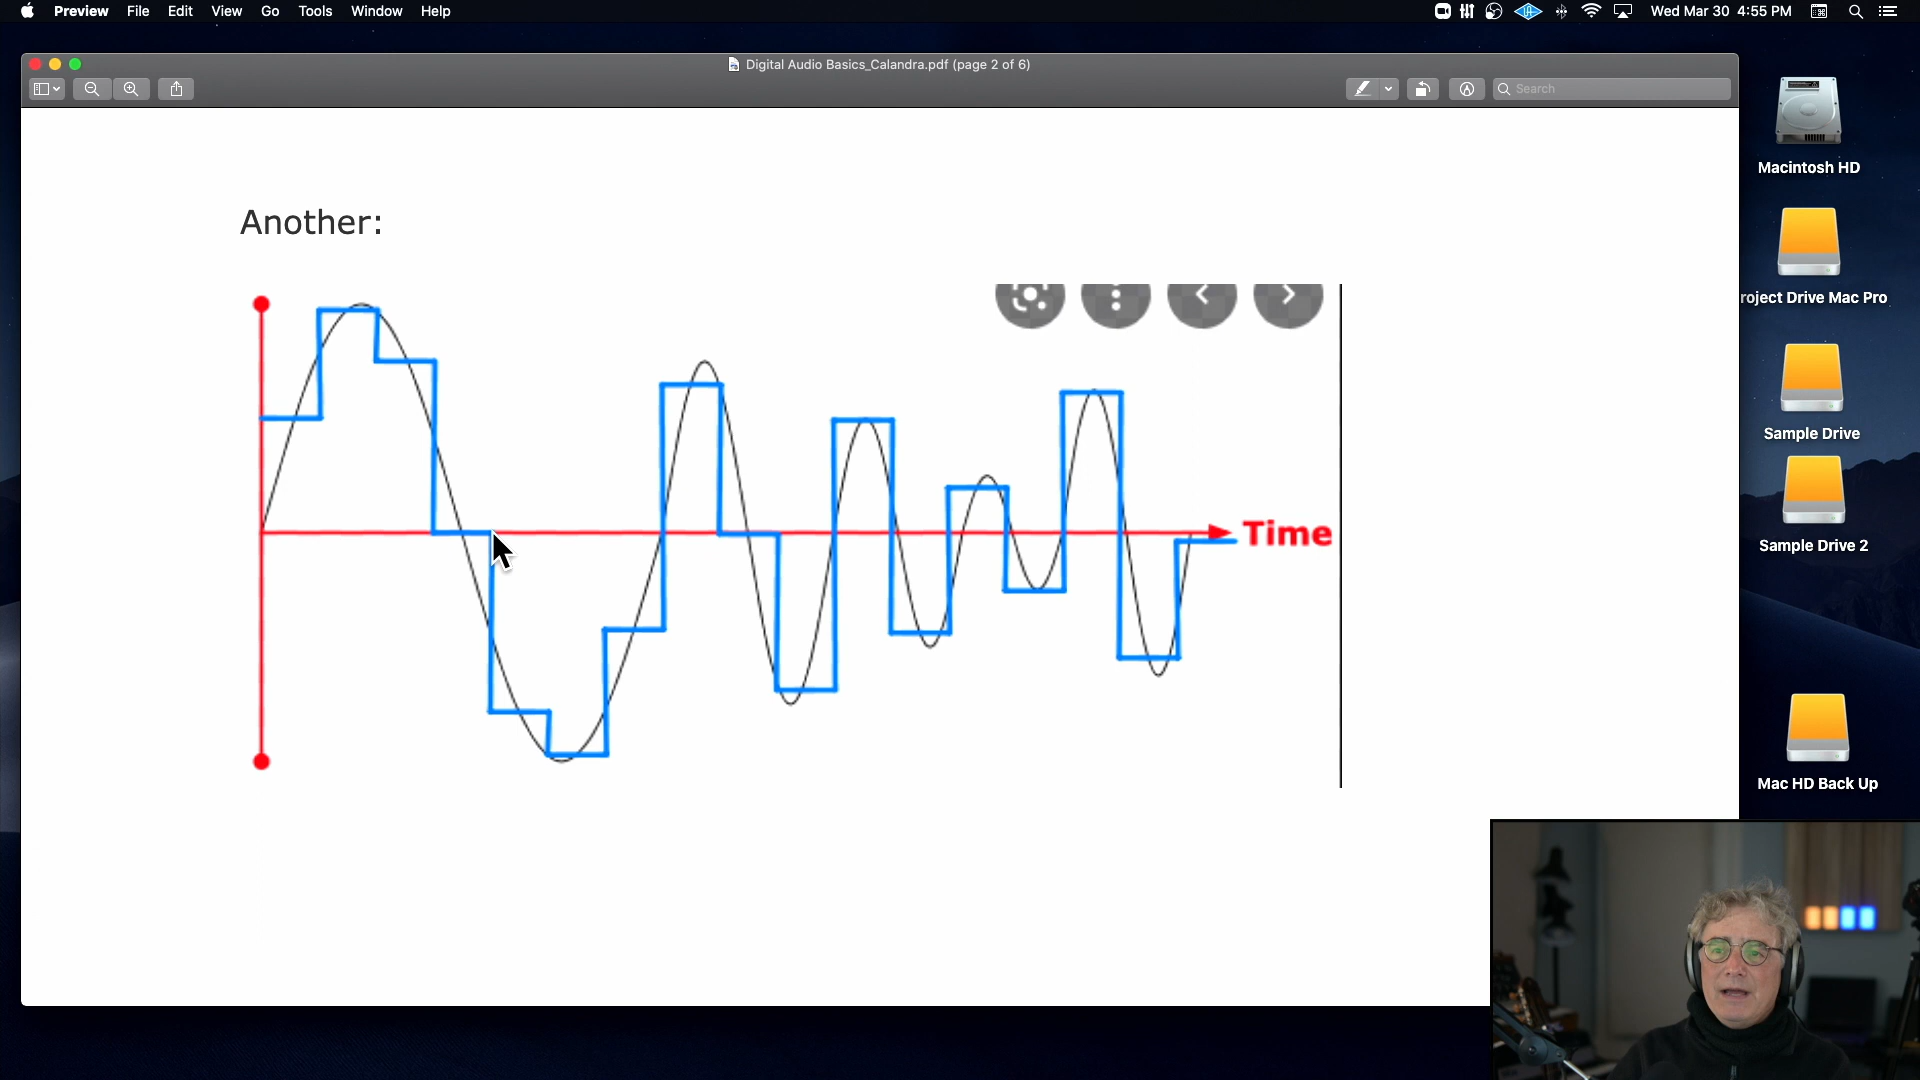 Preview File Edit View Go Tools Window Help
Wed Mar 30 4:55 PM
Digital Audio Basics_Calandra.pdf (page 2 of 6)
Search
Another:
Time
Macintosh HD
roject Drive Mac Pro
Sample Drive
Sample Drive 2
Mac HD Back Up